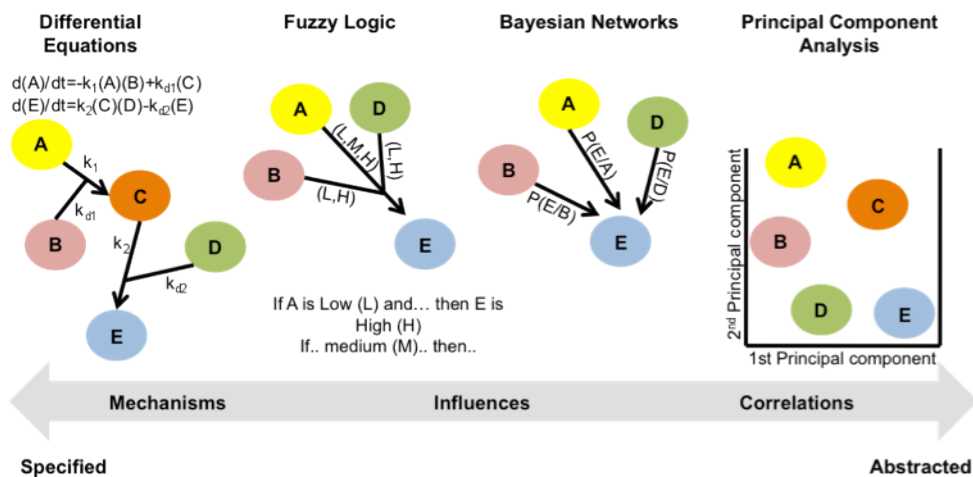 Differential
Equations
d(A)/dt=-k1(A)(B)+kd1(C)
d(E)/dt=k2(C)(D)-kd2(E)
A
k1
C
B
kd1
k2
D
kd2
E
Fuzzy Logic
A
D
(L,M,H)
(L,H)
B
(L,H)
E
If A is Low (L) and… then E is
High (H)
If.. medium (M).. then..
Bayesian Networks
A
D
P(E/A)
P(E/D)
B
P(E/B)
E
Principal Component
Analysis
2nd Principal component
A
C
B
D
E
1st Principal component
Mechanisms
Influences
Correlations
Specified
Abstracted